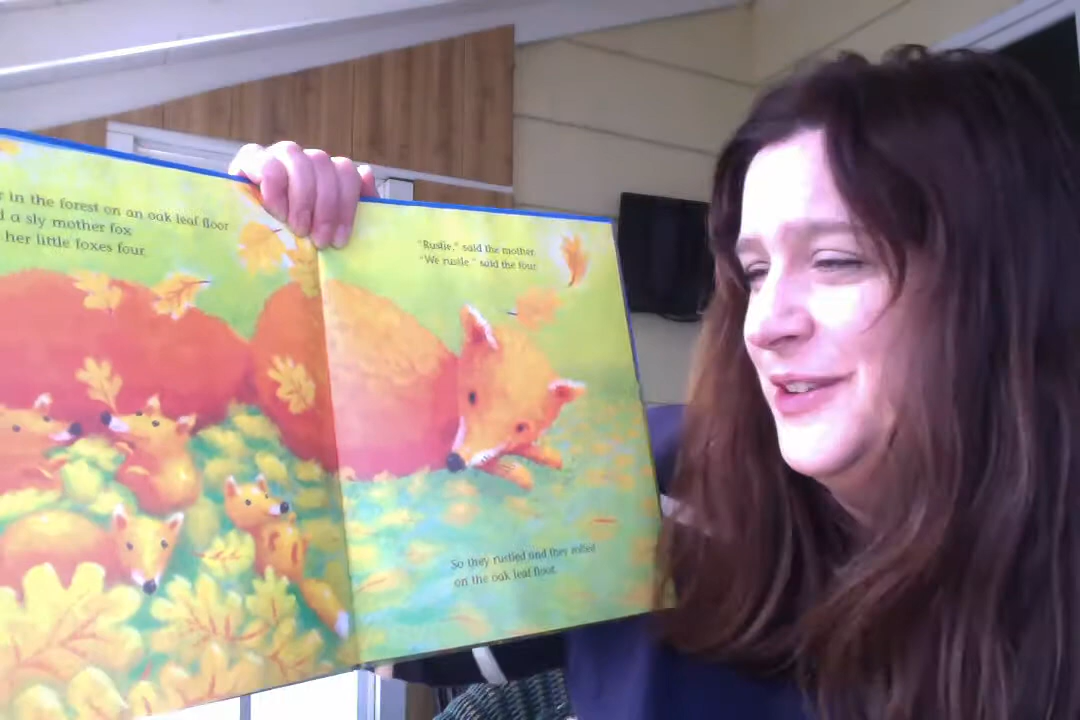 in the forest on an oak leaf floor
a sly mother fox
her little foxes four.
"Rustle," said the mother.
"We rustle," said the four.
So they rustled and they rolled
on the oak leaf floor.